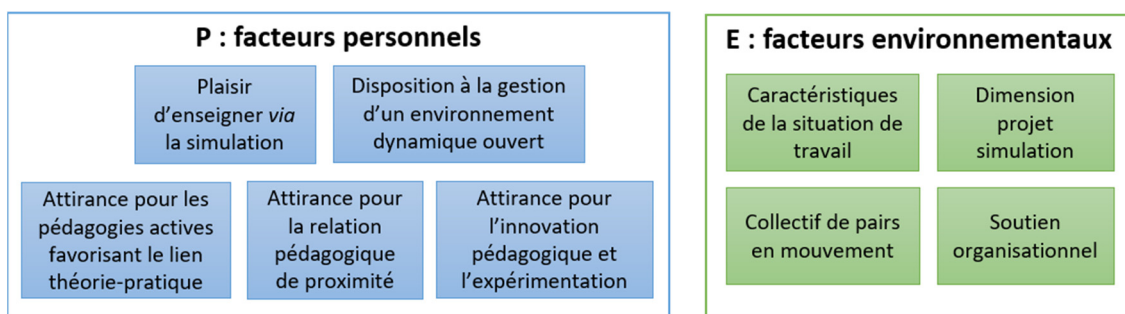 P : facteurs personnels
Plaisir
d’enseigner via
la simulation
Disposition à la gestion
d’un environnement
dynamique ouvert
Attirance pour les
pédagogies actives
favorisant le lien
théorie-pratique
Attirance pour
la relation
pédagogique
de proximité
Attirance pour
l’innovation
pédagogique et
l’expérimentation
E : facteurs environnementaux
Caractéristiques
de la situation de
travail
Dimension
projet
simulation
Collectif de pairs
en mouvement
Soutien
organisationnel